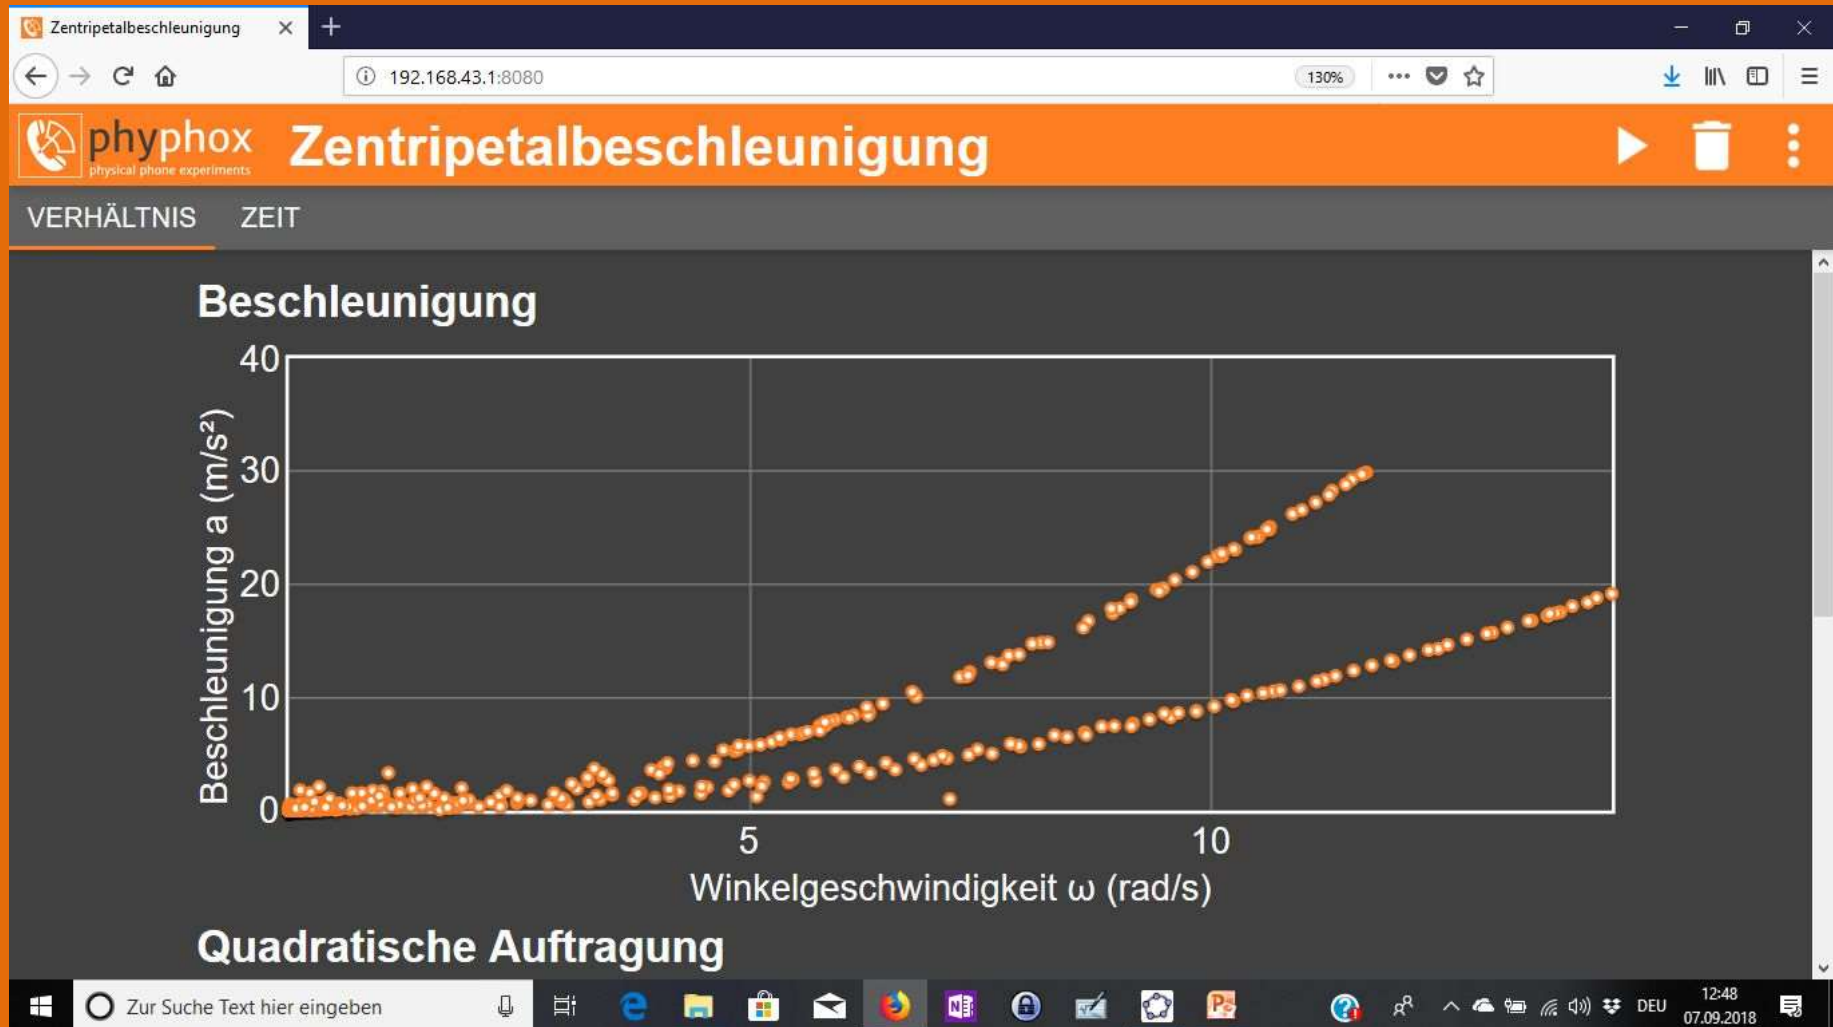 Zentripetalbeschleunigung
192.168.43.1:8080
130%
phyphox
physical phone experiments
Zentripetalbeschleunigung
VERHÄLTNIS ZEIT
Beschleunigung
Beschleunigung a (m/s²)
40
30
20
10
0
5 10
Winkelgeschwindigkeit ω (rad/s)
Quadratische Auftragung
Zur Suche Text hier eingeben
DEU
12:48
07.09.2018